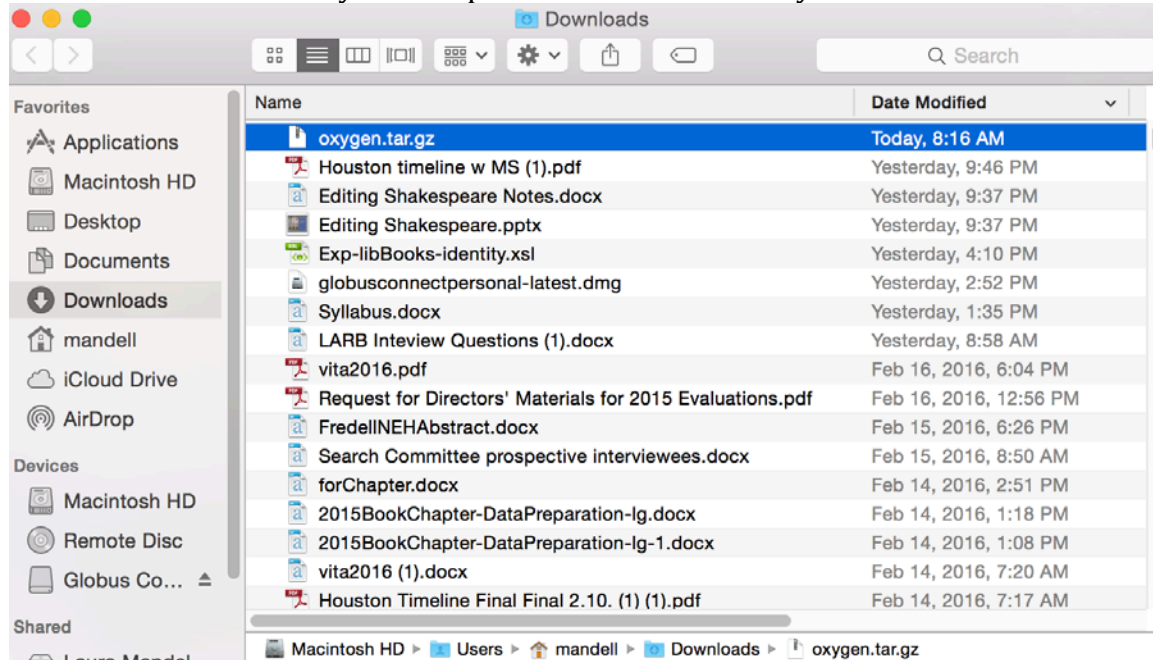 Downloads
Search
Favorites
Applications
Macintosh HD
Desktop
Documents
Downloads
mandell
iCloud Drive
AirDrop
Devices
Macintosh HD
Remote Disc
Globus Co...
Shared
Laura Mandel
Name Date Modified
oxygen.tar.gz Today, 8:16 AM
Houston timeline w MS (1).pdf Yesterday, 9:46 PM
Editing Shakespeare Notes.docx Yesterday, 9:37 PM
Editing Shakespeare.pptx Yesterday, 9:37 PM
Exp-libBooks-identity.xsl Yesterday, 4:10 PM
globusconnectpersonal-latest.dmg Yesterday, 2:52 PM
Syllabus.docx Yesterday, 1:35 PM
LARB Inteview Questions (1).docx Yesterday, 8:58 AM
vita2016.pdf Feb 16, 2016, 6:04 PM
Request for Directors' Materials for 2015 Evaluations.pdf Feb 16, 2016, 12:56 PM
FredellNEHAbstract.docx Feb 15, 2016, 6:26 PM
Search Committee prospective interviewees.docx Feb 15, 2016, 8:50 AM
forChapter.docx Feb 14, 2016, 2:51 PM
2015BookChapter-DataPreparation-lg.docx Feb 14, 2016, 1:18 PM
2015BookChapter-DataPreparation-lg-1.docx Feb 14, 2016, 1:08 PM
vita2016 (1).docx Feb 14, 2016, 7:20 AM
Houston Timeline Final Final 2.10. (1) (1).pdf Feb 14, 2016, 7:17 AM
Macintosh HD ▸ Users ▸ mandell ▸ Downloads ▸ oxygen.tar.gz